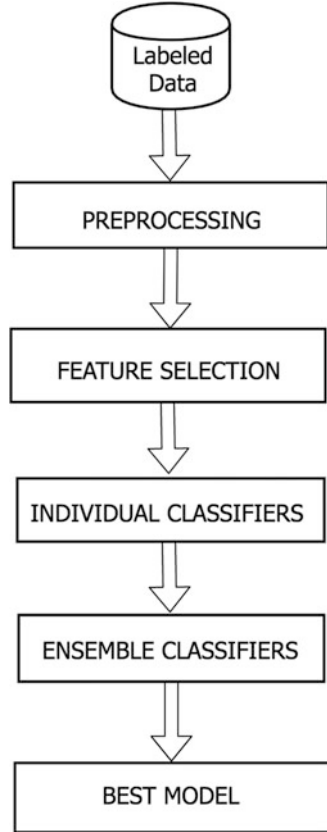 Labeled
Data
PREPROCESSING
FEATURE SELECTION
INDIVIDUAL CLASSIFIERS
ENSEMBLE CLASSIFIERS
BEST MODEL